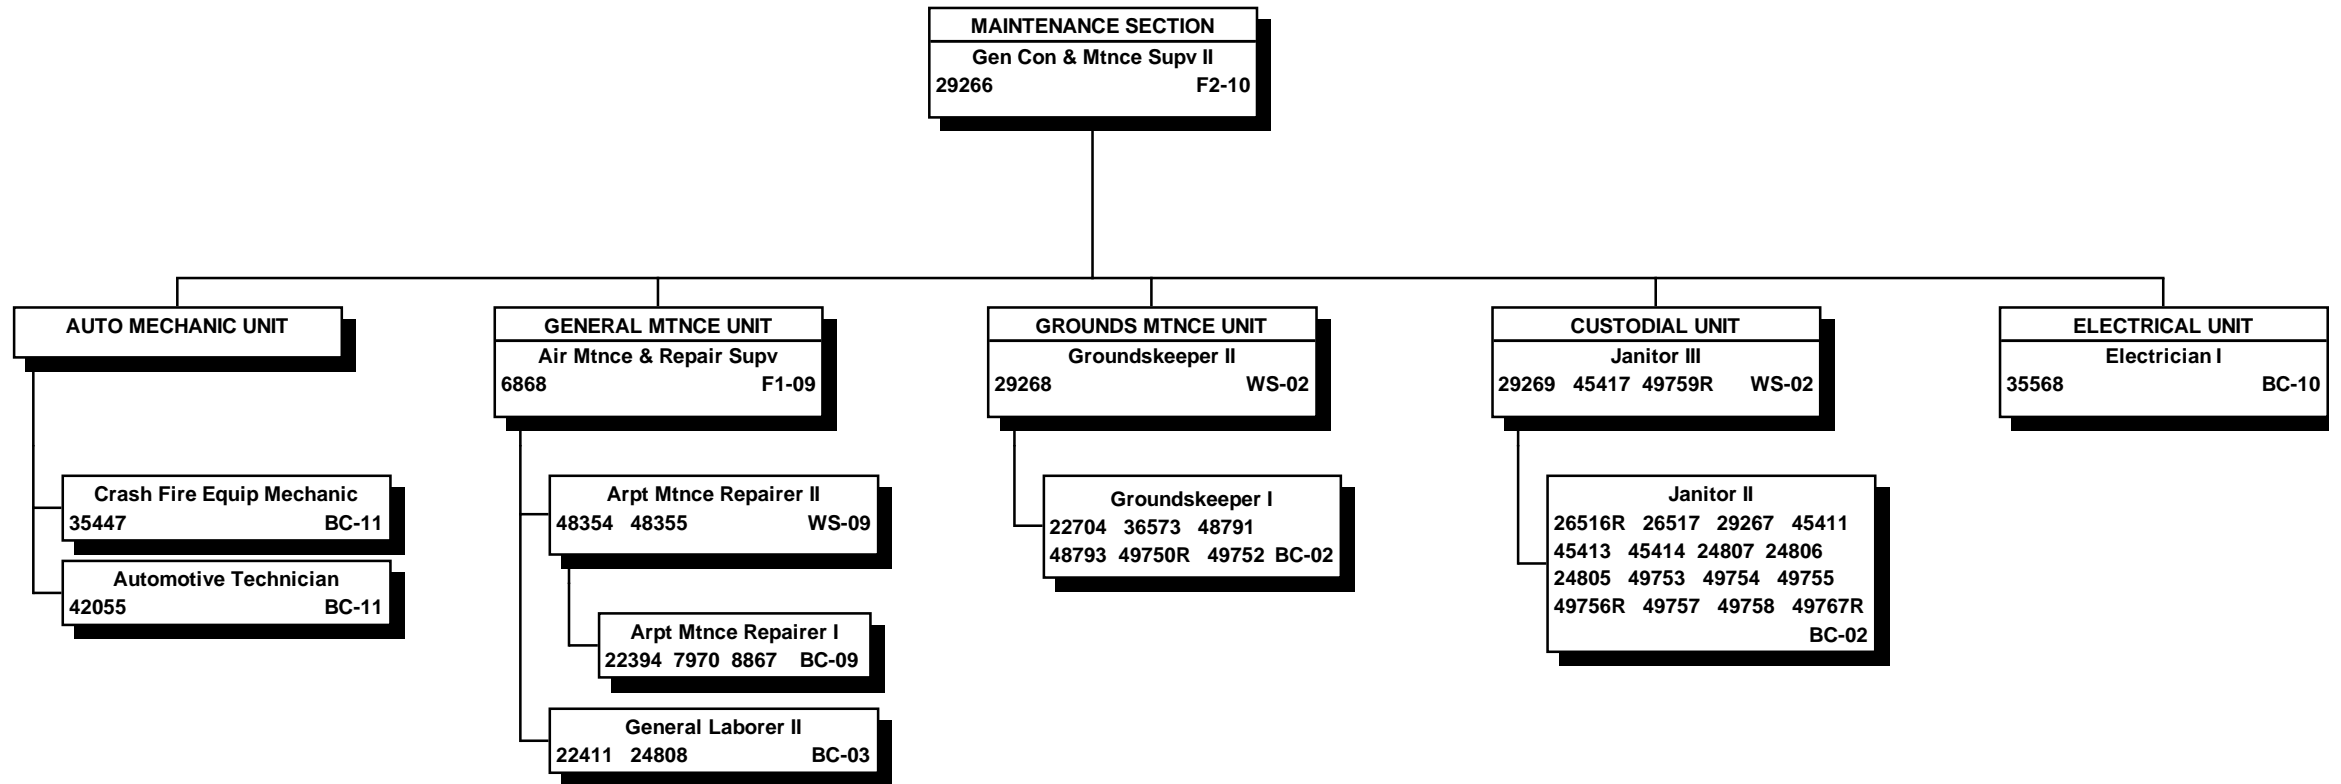 MAINTENANCE SECTION
Gen Con & Mtnce Supv II
29266 F2-10
AUTO MECHANIC UNIT
Crash Fire Equip Mechanic
35447 BC-11
Automotive Technician
42055 BC-11
GENERAL MTNCE UNIT
Air Mtnce & Repair Supv
6868 F1-09
Arpt Mtnce Repairer II
48354 48355 WS-09
Arpt Mtnce Repairer I
22394 7970 8867 BC-09
General Laborer II
22411 24808 BC-03
GROUNDS MTNCE UNIT
Groundskeeper II
29268 WS-02
Groundskeeper I
22704 36573 48791
48793 49750R 49752 BC-02
CUSTODIAL UNIT
Janitor III
29269 45417 49759R WS-02
Janitor II
26516R 26517 29267 45411
45413 45414 24807 24806
24805 49753 49754 49755
49756R 49757 49758 49767R
BC-02
ELECTRICAL UNIT
Electrician I
35568 BC-10